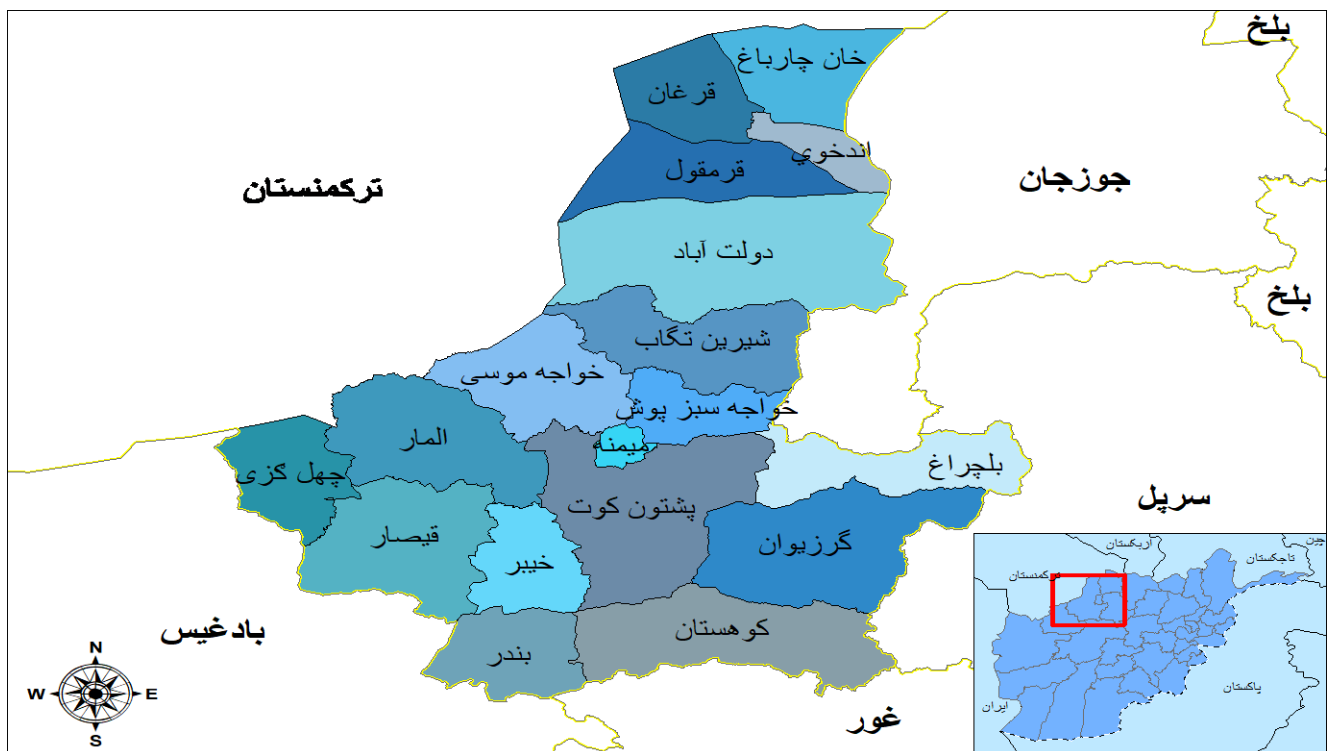 بلخ
خان چارباغ
قرغان
اندخوي
ترکمنستان
قرمقول
جوزجان
دولت آباد
بلخ
شیرین تگاب
خواجه موسی
خواجه سبز پوش
میمنه
المار
بلچراغ
چهل گزی
پشتون کوت
سرپل
قیصار
گرزیوان
خیبر
بادغیس
کوهستان
بندر
غور
N
W
E
S
چین
ازبکستان
تاجکستان
ترکمنستان
پاکستان
ایران